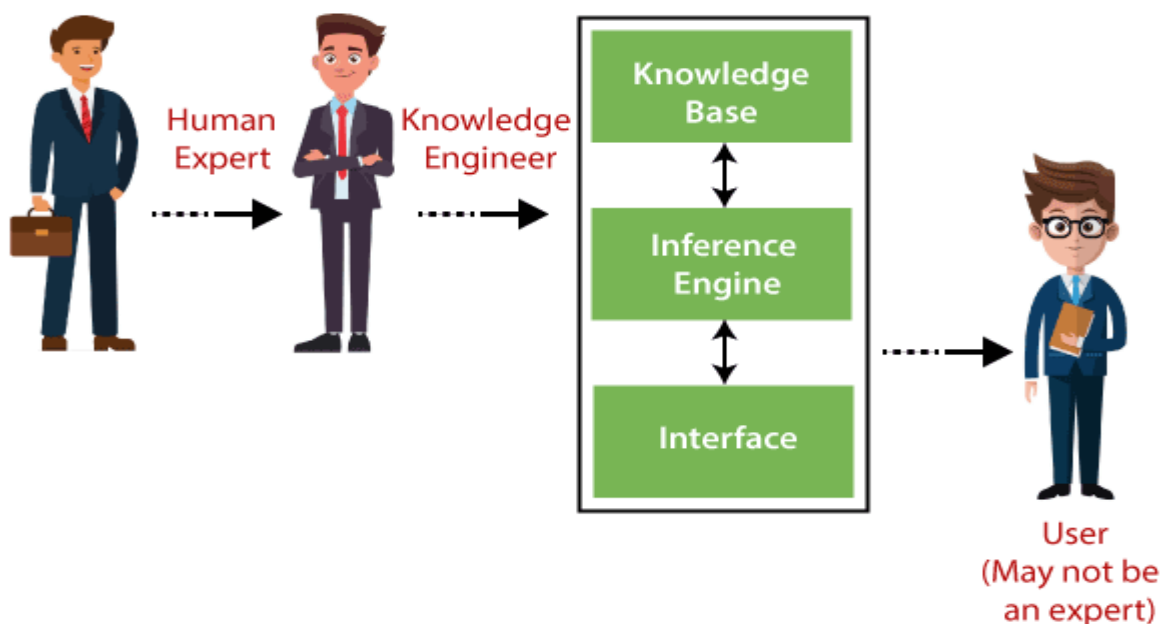 Human
Expert
Knowledge
Engineer
Knowledge
Base
Inference
Engine
Interface
User
(May not be
an expert)